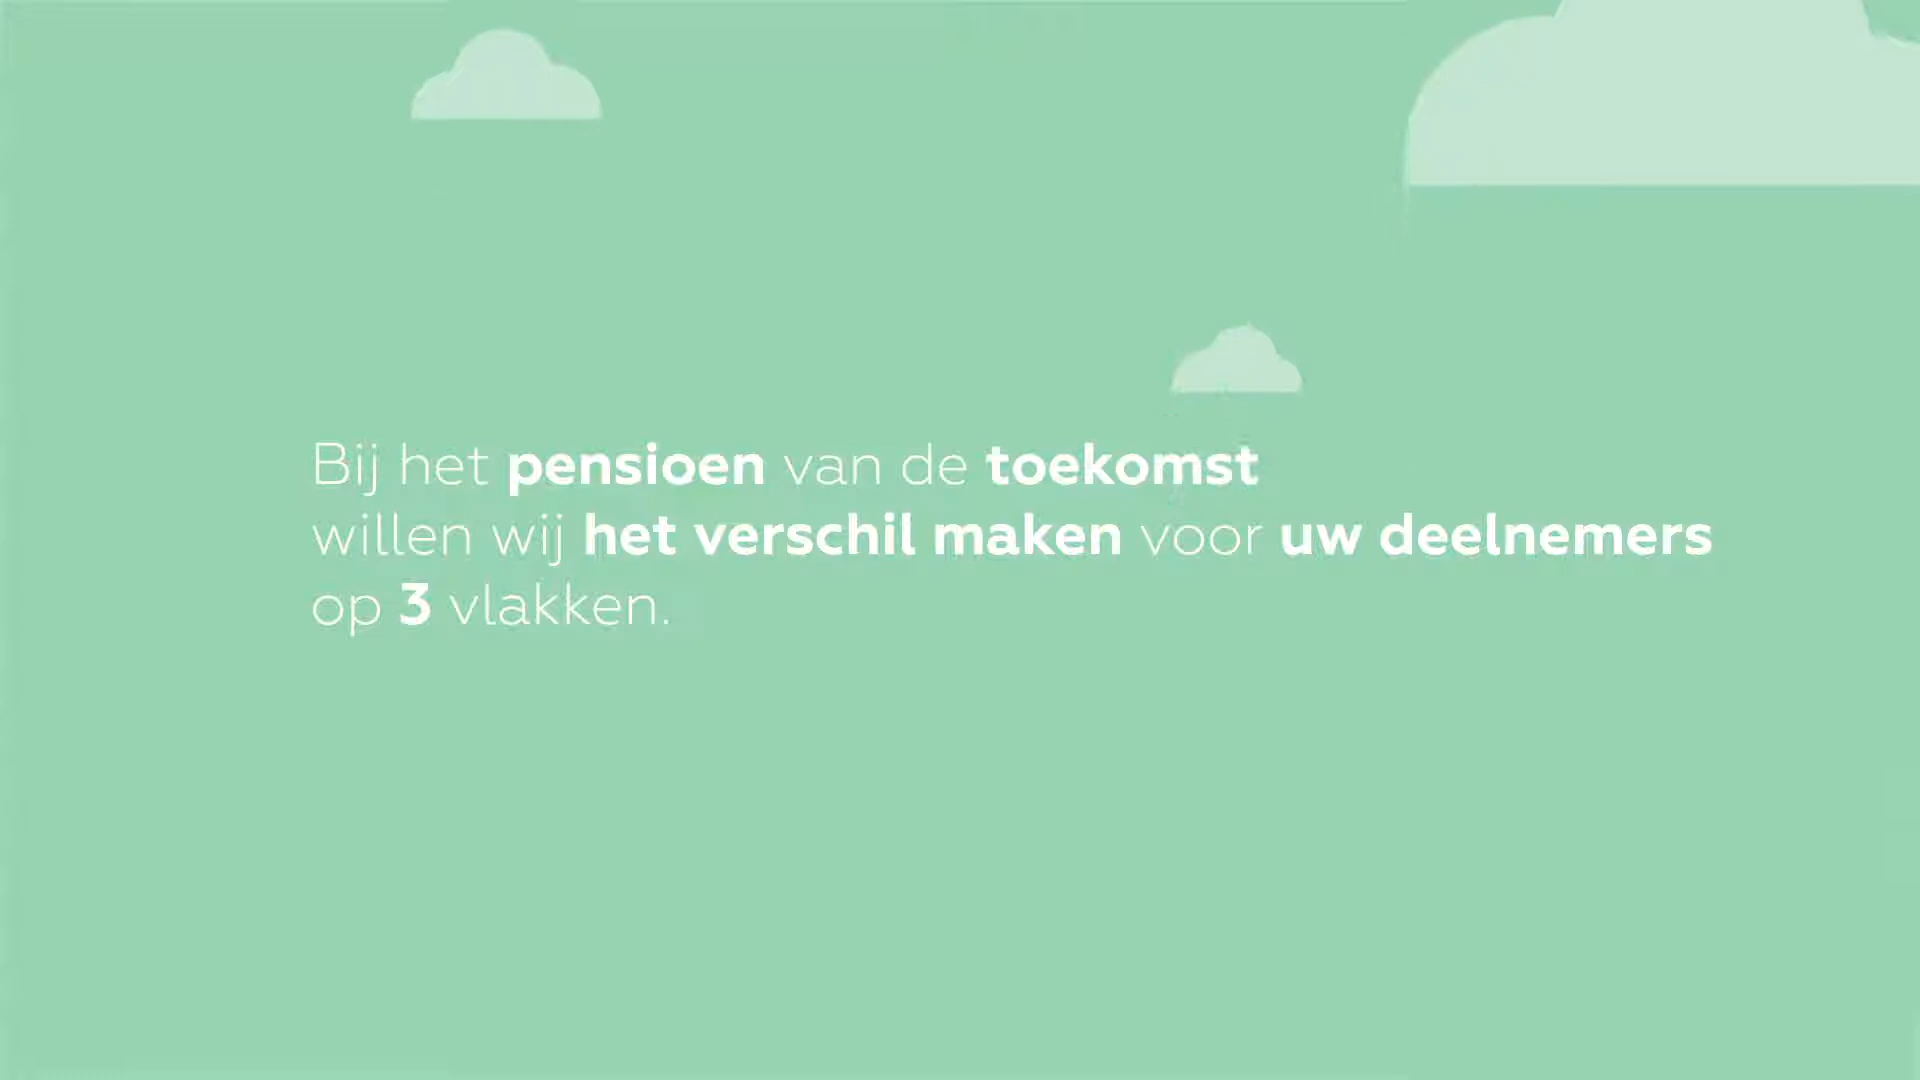 Bij het pensioen van de toekomst
willen wij het verschil maken voor uw deelnemers
op 3 vlakken.